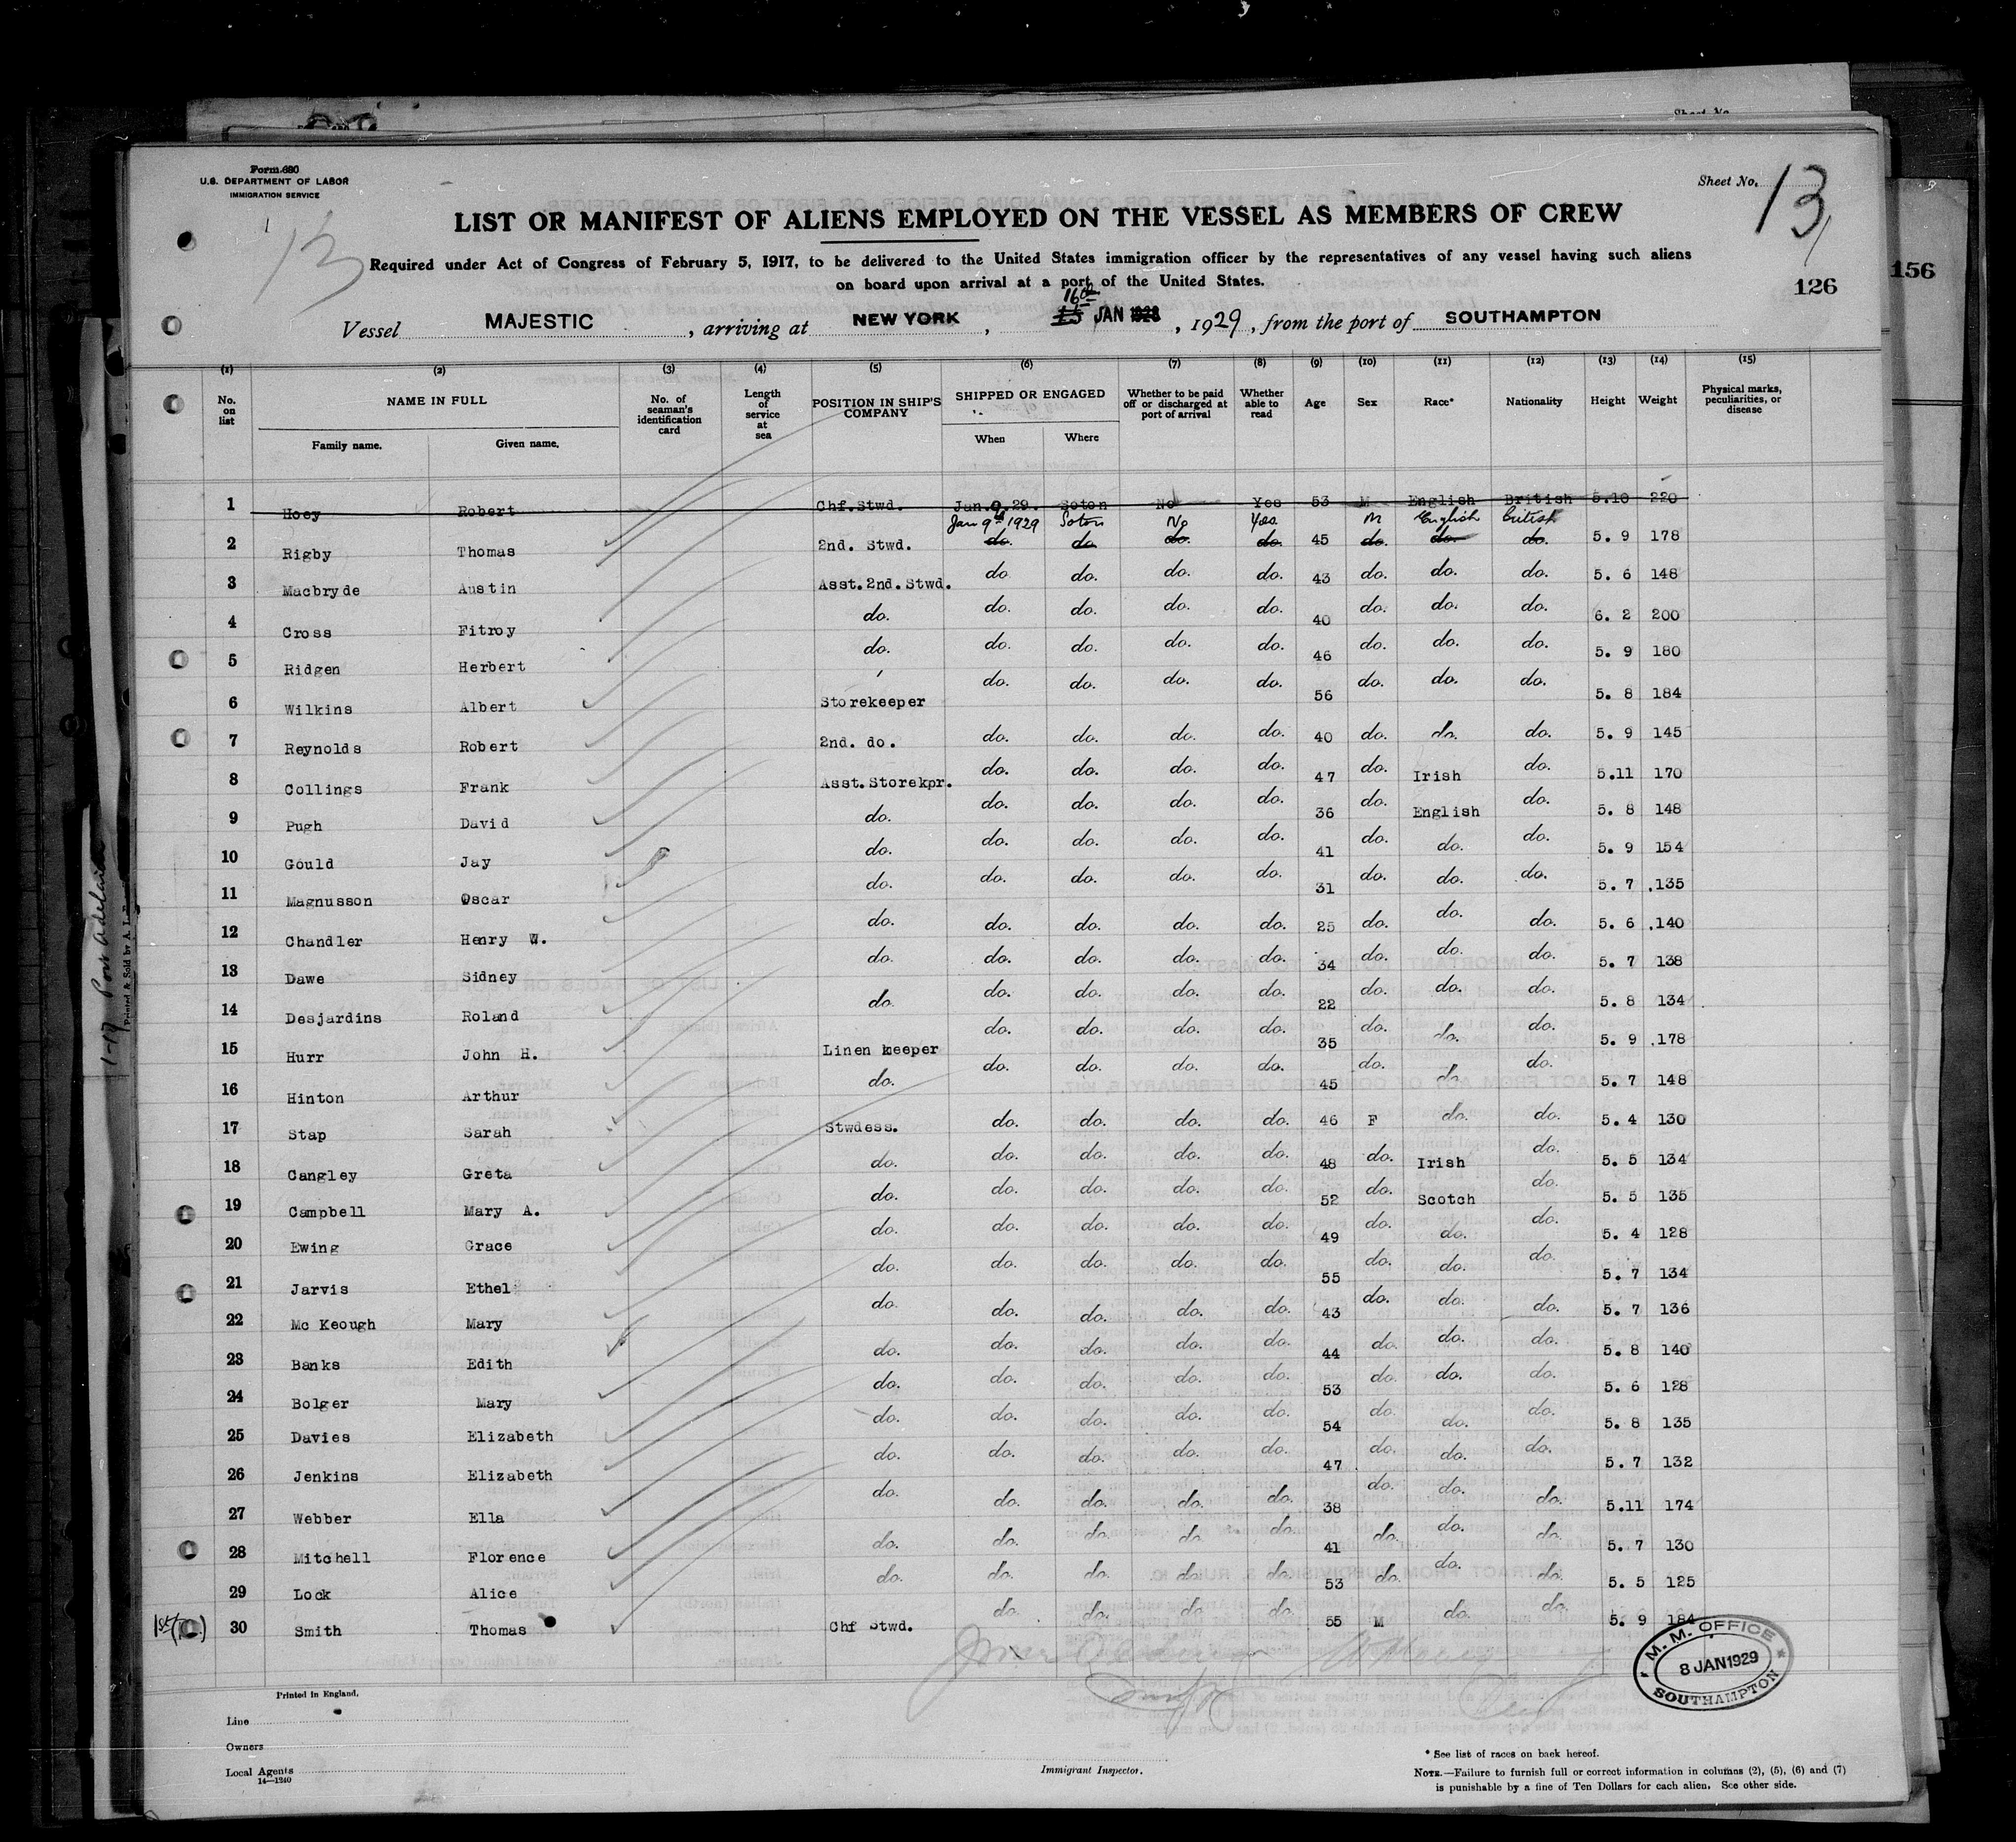 Sheet No.
Form 680
U.S. DEPARTMENT OF LABOR
IMMIGRATION SERVICE
Sheet No. 13
13
LIST OR MANIFEST OF ALIENS EMPLOYED ON THE VESSEL AS MEMBERS OF CREW
Required under Act of Congress of February 5, 1917, to be delivered to the United States immigration officer by the representatives of any vessel having such aliens
on board upon arrival at a port of the United States.
126
156
16th
Vessel MAJESTIC, arriving at NEW YORK, 15 JAN 1928, 1929, from the port of SOUTHAMPTON
(1) (2) (3) (4) (5) (6) (7) (8) (9) (10) (11) (12) (13) (14) (15)
No. on list NAME IN FULL Family name. Given name. No. of seaman's identification card Length of service at sea POSITION IN SHIP'S COMPANY SHIPPED OR ENGAGED When Where Whether to be paid off or discharged at port of arrival Whether able to read Age Sex Race* Nationality Height Weight Physical marks, peculiarities, or disease
1 Hoey Robert Chf. Stwd. Jan. 9. 29. Soton No Yes 53 M English British 5.10 220
Jan 9th 1929 Soton No Yes M English British
2 Rigby Thomas 2nd. Stwd. do. do. do. do. 45 do. do. do. 5. 9 178
3 Macbryde Austin Asst. 2nd. Stwd. do do. do. do. 43 do. do. do. 5. 6 148
4 Cross Fitroy do. do. do. do. do. 40 do. do. do. 6. 2 200
5 Ridgen Herbert do. do. do. do. do. 46 do. do. do. 5. 9 180
6 Wilkins Albert Storekeeper do. do. do. do. 56 do. do. do. 5. 8 184
7 Reynolds Robert 2nd. do. do. do. do. do. 40 do. do. do. 5. 9 145
8 Collings Frank Asst. Storekpr. do. do. do. do. 47 do. Irish do. 5.11 170
9 Pugh David do. do. do. do. do. 36 do. English do. 5. 8 148
10 Gould Jay do. do. do. do. do. 41 do. do. do. 5. 9 154
11 Magnusson Oscar do. do. do. do. do. 31 do. do. do. 5. 7 135
12 Chandler Henry W. do. do. do. do. do. 25 do. do. do. 5. 6 140
13 Dawe Sidney do. do. do. do. do. 34 do. do. do. 5. 7 138
14 Desjardins Roland do. do. do. do. do. 22 do. do. do. 5. 8 134
15 Hurr John H. Linen keeper do. do. do. do. 35 do. do. do. 5. 9 178
16 Hinton Arthur do. do. do. do. do. 45 do. do. do. 5. 7 148
17 Stap Sarah Stwdess. do. do. do. do. 46 F do. do. 5. 4 130
18 Cangley Greta do. do. do. do. do. 48 do. Irish do. 5. 5 134
19 Campbell Mary A. do. do. do. do. do. 52 do. Scotch do. 5. 5 135
20 Ewing Grace do. do. do. do. do. 49 do. do. do. 5. 4 128
21 Jarvis Ethel do. do. do. do. do. 55 do. do. do. 5. 7 134
22 Mc Keough Mary do. do. do. do. do. 43 do. do. do. 5. 7 136
23 Banks Edith do. do. do. do. do. 44 do. do. do. 5. 8 140
24 Bolger Mary do. do. do. do. do. 53 do. do. do. 5. 6 128
25 Davies Elizabeth do. do. do. do. do. 54 do. do. do. 5. 8 135
26 Jenkins Elizabeth do. do. do. do. do. 47 do. do. do. 5. 7 132
27 Webber Ella do. do. do. do. do. 38 do. do. do. 5.11 174
28 Mitchell Florence do. do. do. do. do. 41 do. do. do. 5. 7 130
29 Lock Alice do. do. do. do. do. 53 do. do. do. 5. 5 125
30 Smith Thomas Chf Stwd. do. do. do do. 55 M do. do. 5. 9 184
M. M. OFFICE
8 JAN 1929
SOUTHAMPTON
Printed in England.
Line
Owners
Local Agents
14—1240
Immigrant Inspector.
* See list of races on back hereof.
NOTE.—Failure to furnish full or correct information in columns (2), (5), (6) and (7)
is punishable by a fine of Ten Dollars for each alien. See other side.
Printed & Sold by A.